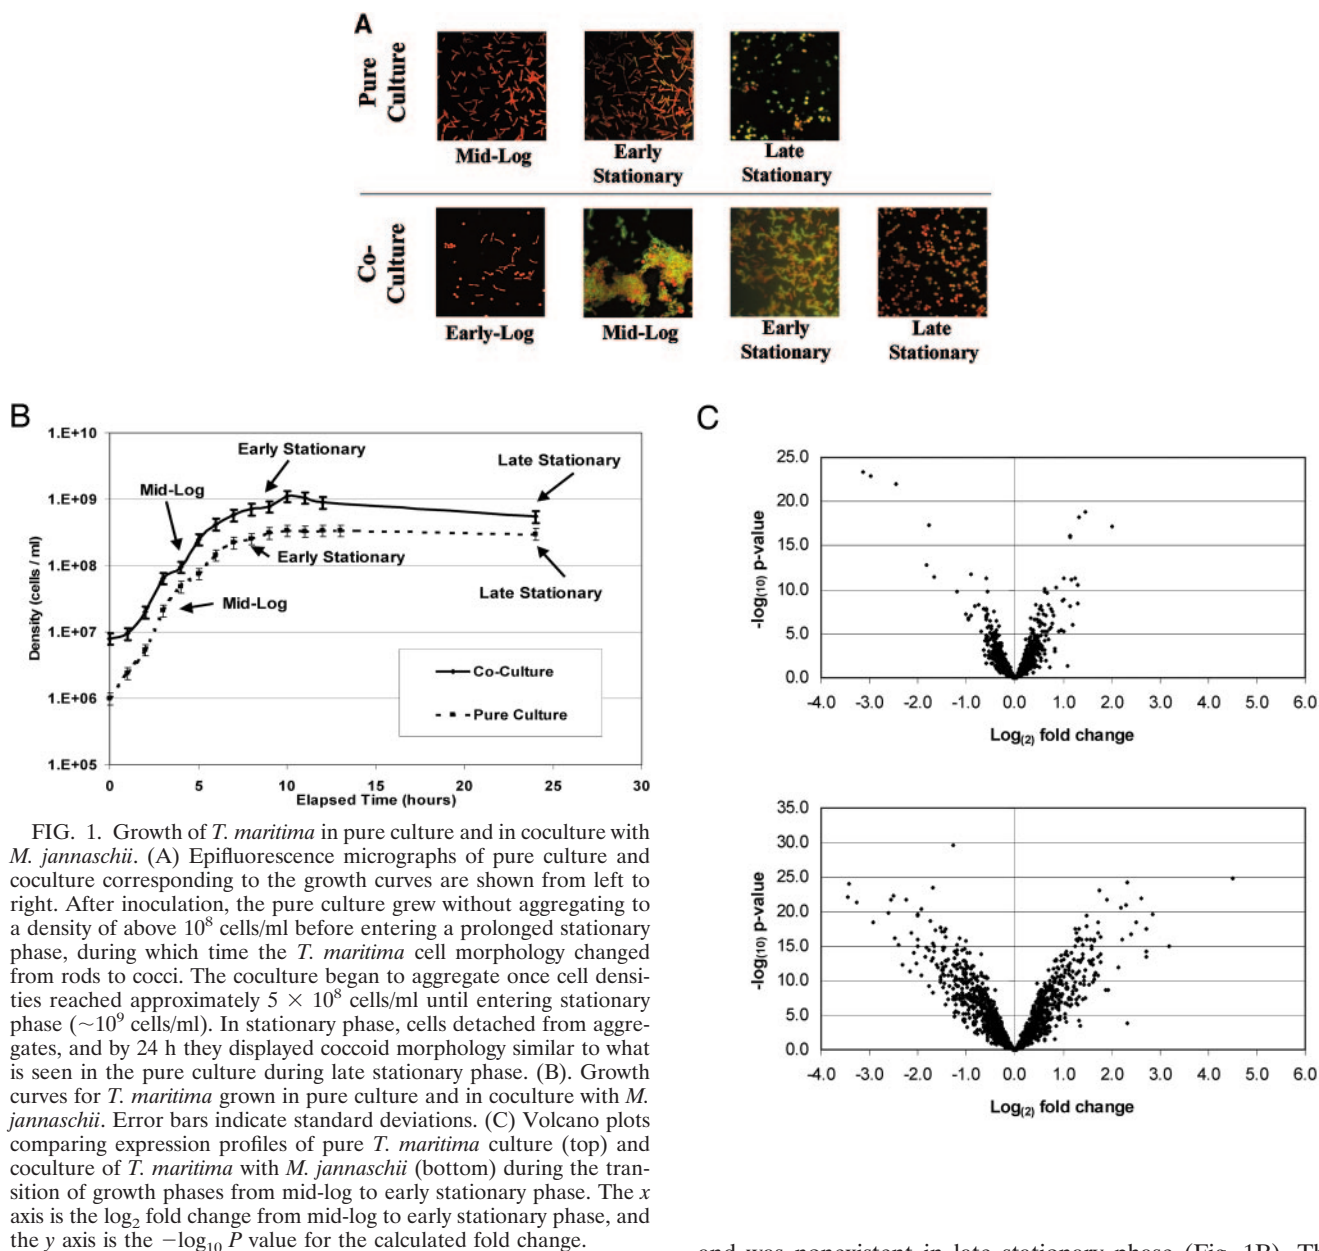 A
Pure
Culture
Mid-Log
Early
Stationary
Late
Stationary
Co-
Culture
Early-Log
Mid-Log
Early
Stationary
Late
Stationary
B
1.E+10
1.E+09
1.E+08
1.E+07
1.E+06
1.E+05
Density (cells / ml)
Early Stationary
Late Stationary
Mid-Log
Early Stationary
Mid-Log
Late Stationary
Co-Culture
Pure Culture
0 5 10 15 20 25 30
Elapsed Time (hours)
C
25.0
20.0
15.0
10.0
5.0
0.0
-log(10) p-value
-4.0 -3.0 -2.0 -1.0 0.0 1.0 2.0 3.0 4.0 5.0 6.0
Log(2) fold change
35.0
30.0
25.0
20.0
15.0
10.0
5.0
0.0
-log(10) p-value
-4.0 -3.0 -2.0 -1.0 0.0 1.0 2.0 3.0 4.0 5.0 6.0
Log(2) fold change
FIG. 1. Growth of T. maritima in pure culture and in coculture with
M. jannaschii. (A) Epifluorescence micrographs of pure culture and
coculture corresponding to the growth curves are shown from left to
right. After inoculation, the pure culture grew without aggregating to
a density of above 10⁸ cells/ml before entering a prolonged stationary
phase, during which time the T. maritima cell morphology changed
from rods to cocci. The coculture began to aggregate once cell densi-
ties reached approximately 5 × 10⁸ cells/ml until entering stationary
phase (~10⁹ cells/ml). In stationary phase, cells detached from aggre-
gates, and by 24 h they displayed coccoid morphology similar to what
is seen in the pure culture during late stationary phase. (B). Growth
curves for T. maritima grown in pure culture and in coculture with M.
jannaschii. Error bars indicate standard deviations. (C) Volcano plots
comparing expression profiles of pure T. maritima culture (top) and
coculture of T. maritima with M. jannaschii (bottom) during the tran-
sition of growth phases from mid-log to early stationary phase. The x
axis is the log₂ fold change from mid-log to early stationary phase, and
the y axis is the −log₁₀ P value for the calculated fold change.
and was nonexistent in late stationary phase (Fig. 1B). Th